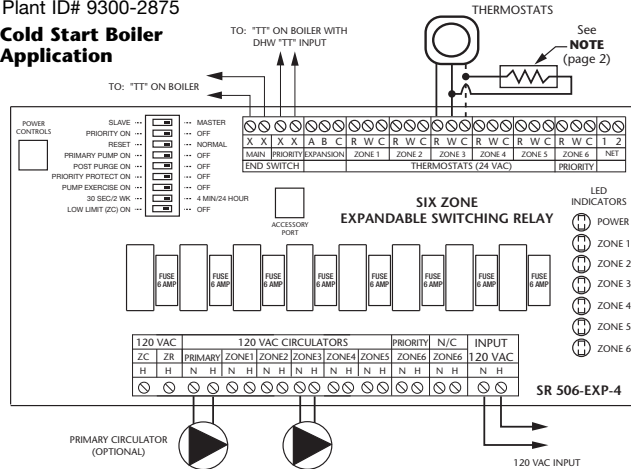 Plant ID# 9300-2875
Cold Start Boiler
Application
TO: "TT" ON BOILER WITH
DHW "TT" INPUT
THERMOSTATS
See
NOTE
(page 2)
TO: "TT" ON BOILER
POWER
CONTROLS
SLAVE MASTER
PRIORITY ON OFF
RESET NORMAL
PRIMARY PUMP ON OFF
POST PURGE ON OFF
PRIORITY PROTECT ON OFF
PUMP EXERCISE ON OFF
30 SEC/2 WK 4 MIN/24 HOUR
LOW LIMIT (ZC) ON OFF
X X X X A B C R W C R W C R W C R W C R W C R W C 1 2
MAIN PRIORITY EXPANSION ZONE 1 ZONE 2 ZONE 3 ZONE 4 ZONE 5 ZONE 6 NET
END SWITCH THERMOSTATS (24 VAC) PRIORITY
ACCESSORY
PORT
SIX ZONE
EXPANDABLE SWITCHING RELAY
LED
INDICATORS
POWER
ZONE 1
ZONE 2
ZONE 3
ZONE 4
ZONE 5
ZONE 6
FUSE FUSE FUSE FUSE FUSE FUSE FUSE
6 AMP 6 AMP 6 AMP 6 AMP 6 AMP 6 AMP 6 AMP
120 VAC 120 VAC CIRCULATORS PRIORITY N/C INPUT
ZC ZR PRIMARY ZONE1 ZONE2 ZONE3 ZONE4 ZONE5 ZONE6 ZONE6 120 VAC
H H N H N H N H N H N H N H N H N H N H
SR 506-EXP-4
PRIMARY CIRCULATOR
(OPTIONAL)
120 VAC INPUT